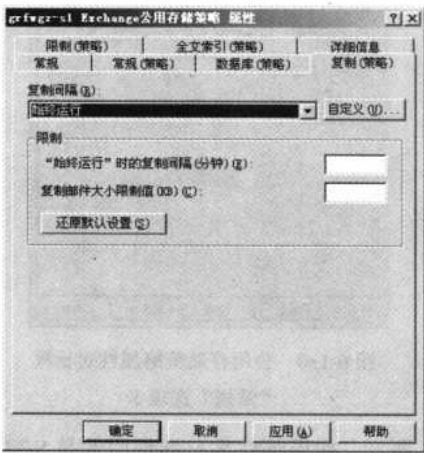 grfwgz-s1 Exchange公用存储策略 属性
限制(策略) 全文索引(策略) 详细信息
常规 常规(策略) 数据库(策略) 复制(策略)
复制间隔(R):
始终运行 自定义(U)...
限制
“始终运行”时的复制间隔(分钟)(E):
复制邮件大小限制值(KB)(C):
还原默认设置(S)
确定 取消 应用(A) 帮助